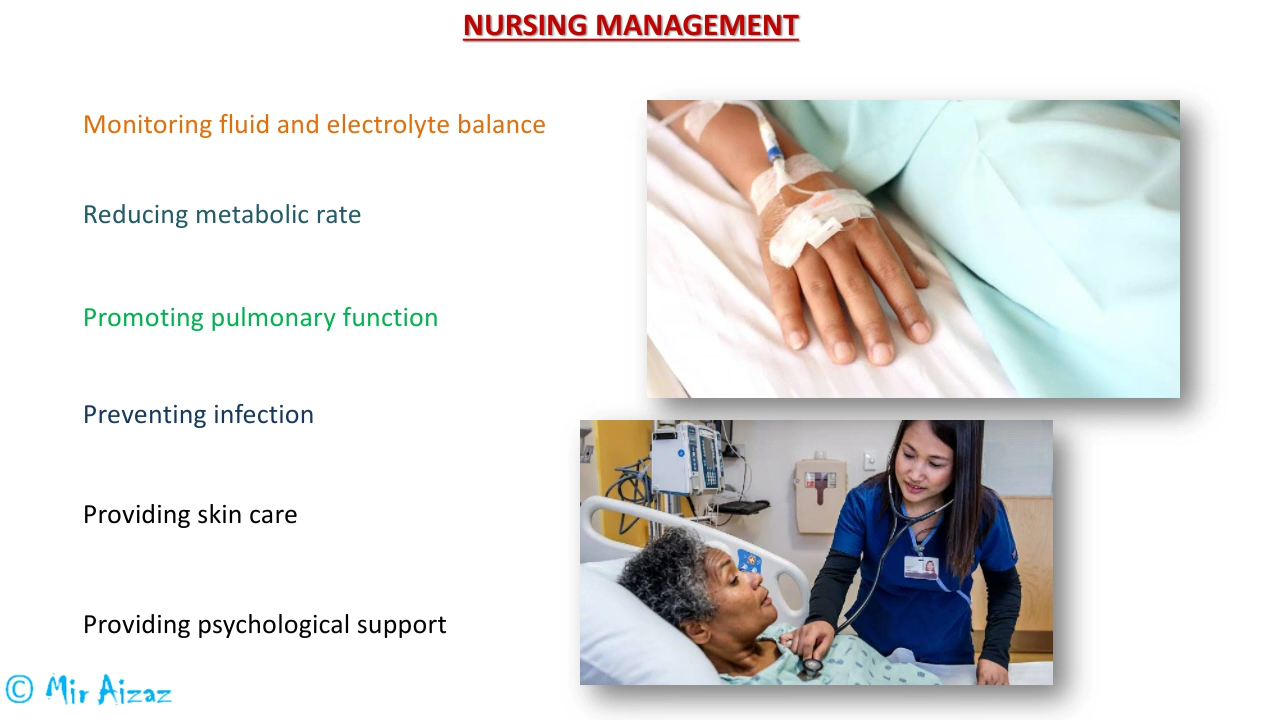 NURSING MANAGEMENT
Monitoring fluid and electrolyte balance
Reducing metabolic rate
Promoting pulmonary function
Preventing infection
Providing skin care
Providing psychological support
© Mir Aizaz